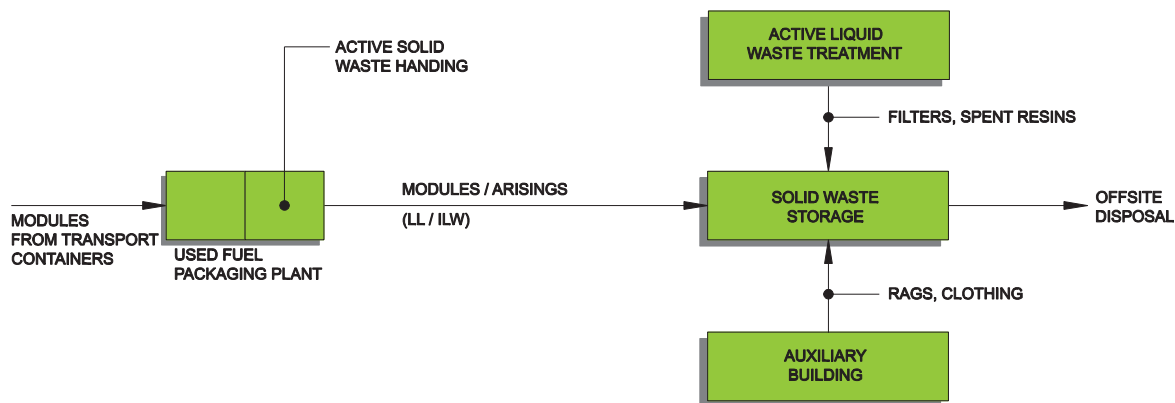 ACTIVE SOLID
WASTE HANDING
ACTIVE LIQUID
WASTE TREATMENT
FILTERS, SPENT RESINS
MODULES
FROM TRANSPORT
CONTAINERS
USED FUEL
PACKAGING PLANT
MODULES / ARISINGS
(LL / ILW)
SOLID WASTE
STORAGE
OFFSITE
DISPOSAL
RAGS, CLOTHING
AUXILIARY
BUILDING